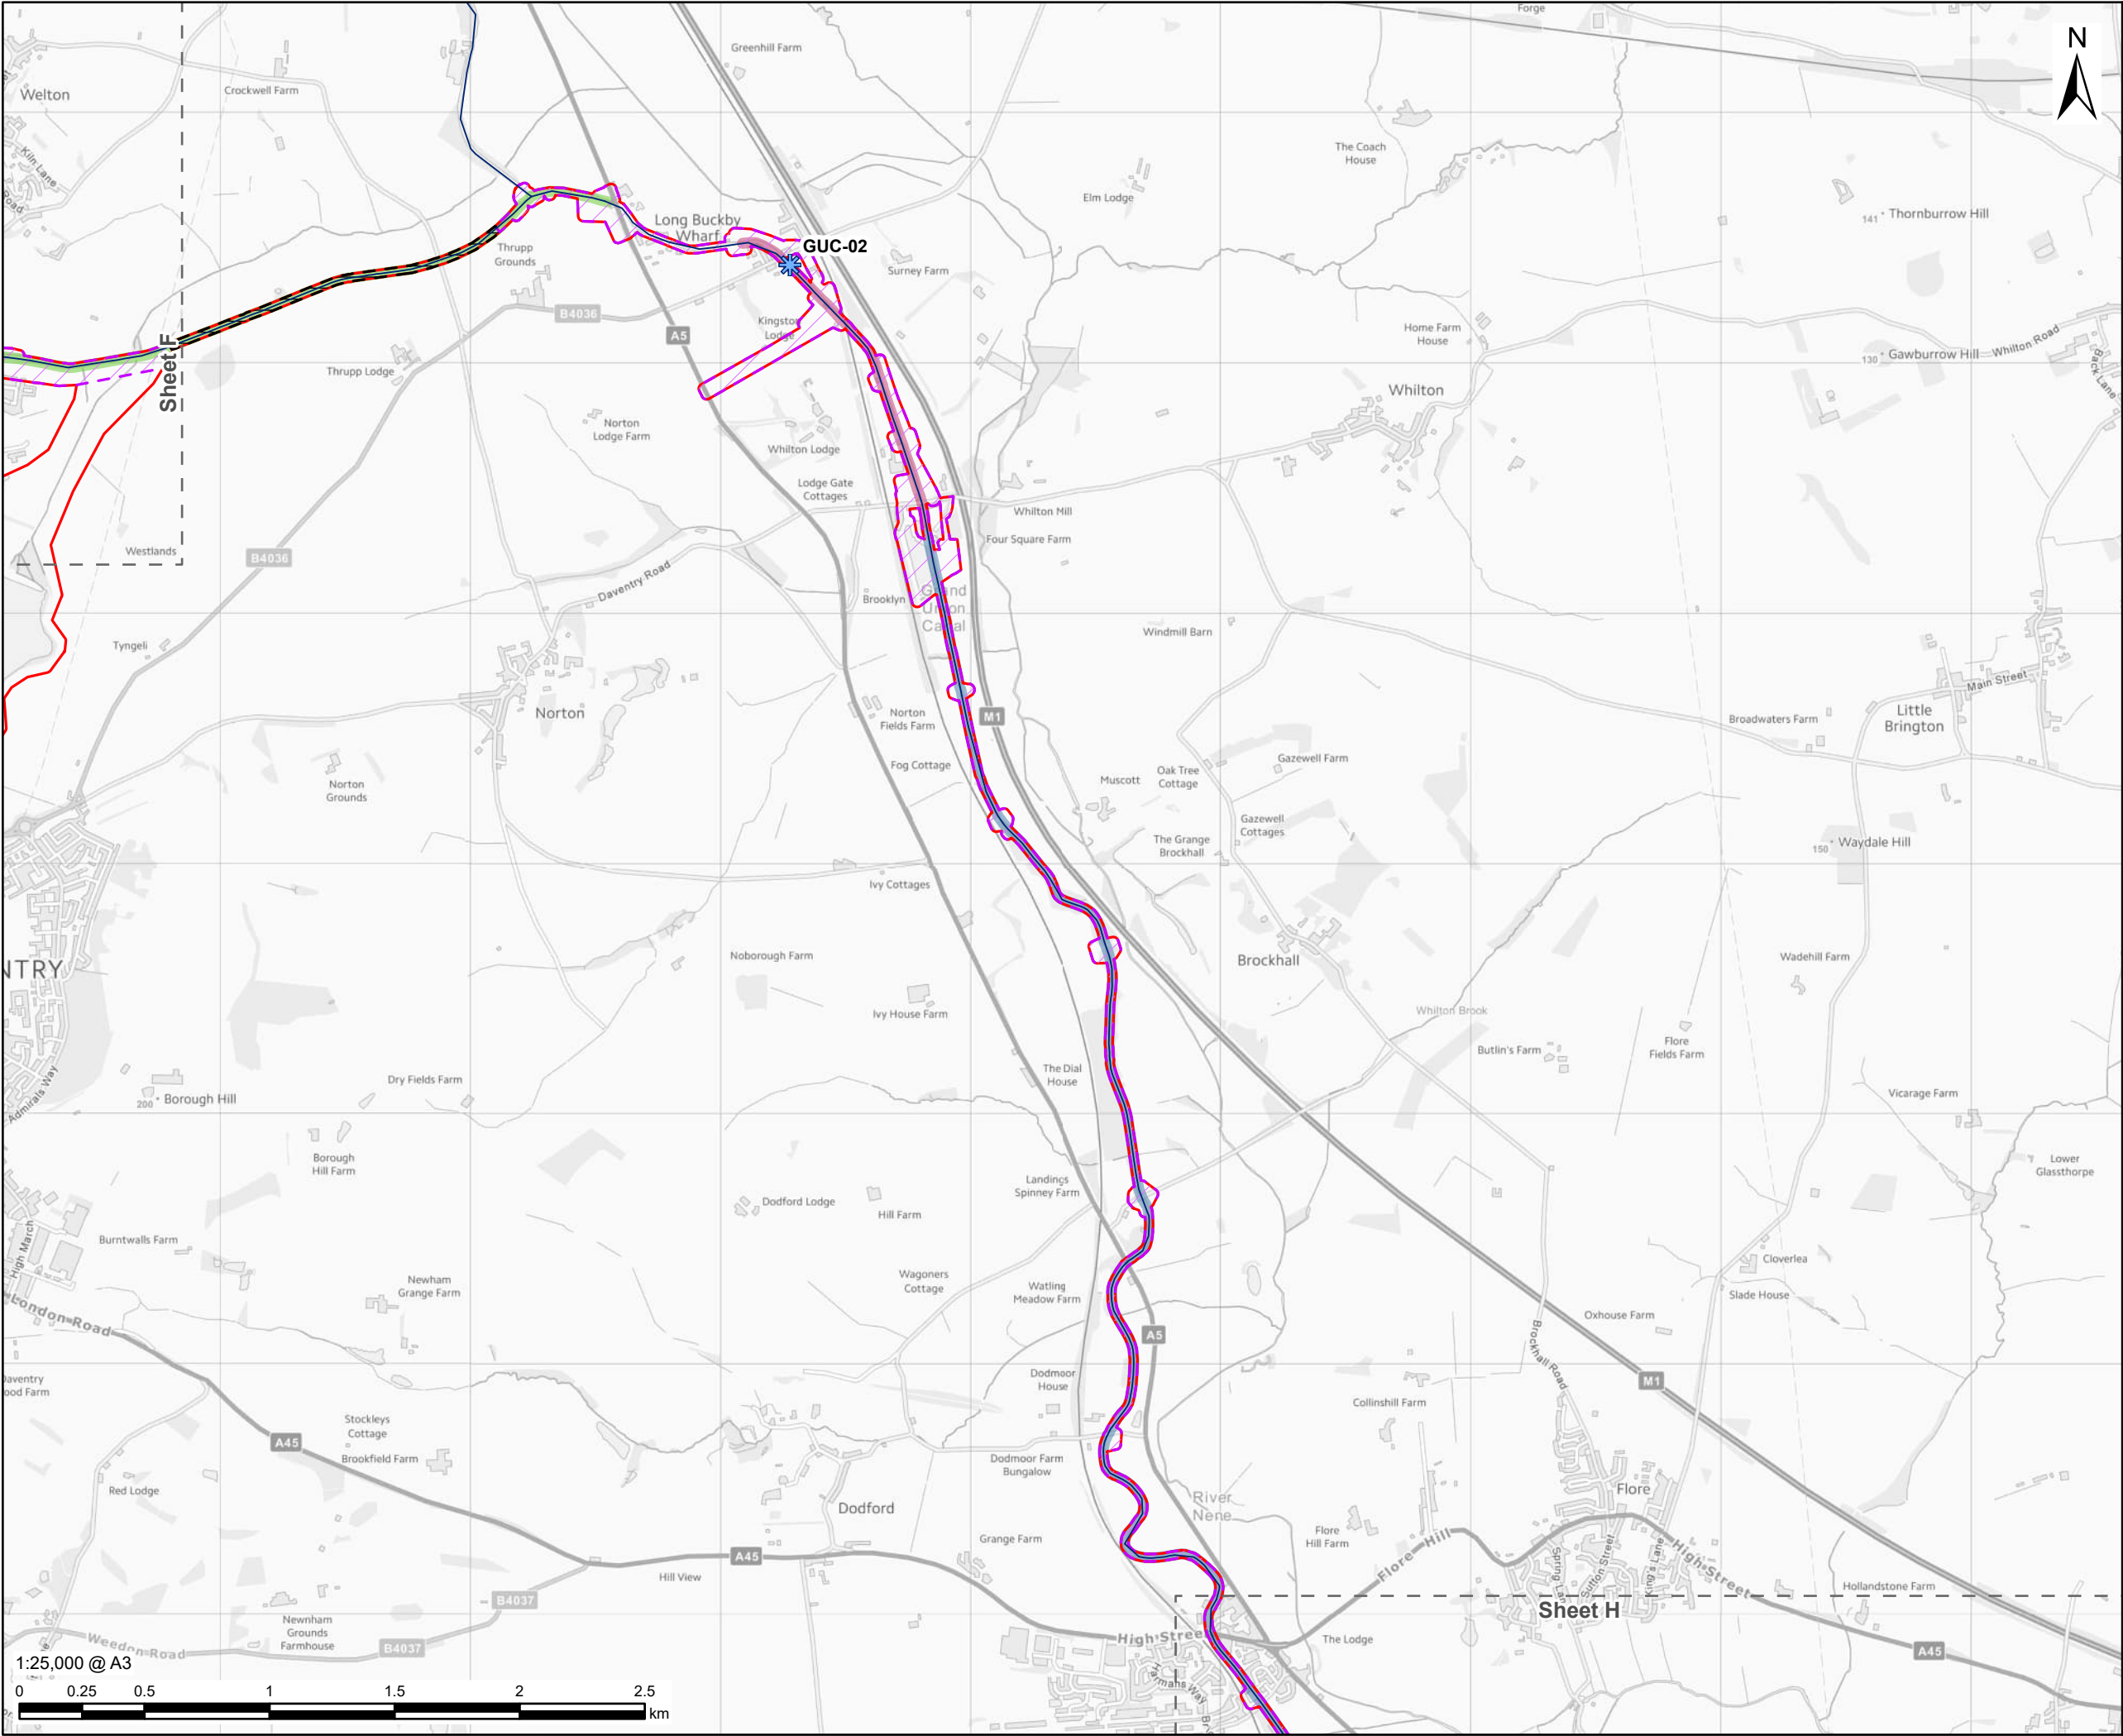 Forge
N
Greenhill Farm
Welton
Crockwell Farm
Kiln Lane
Road
The Coach
House
Elm Lodge
141 Thornburrow Hill
Long Buckby
Wharf
GUC-02
Thrupp
Grounds
Surney Farm
B4036
A5
Kingston
Lodge
Home Farm
House
Whilton Road
130 Gawburrow Hill
Back Lane
Sheet F
Thrupp Lodge
Whilton
Norton
Lodge Farm
Whilton Lodge
Lodge Gate
Cottages
Whilton Mill
Four Square Farm
Westlands
B4036
Daventry Road
Brooklyn
Grand
Union
Canal
Windmill Barn
Tyngeli
Norton
Norton
Fields Farm
M1
Main Street
Little
Brington
Broadwaters Farm
Fog Cottage
Muscott
Oak Tree
Cottage
Gazewell Farm
Norton
Grounds
Gazewell
Cottages
The Grange
Brockhall
150 Waydale Hill
Ivy Cottages
NTRY
Noborough Farm
Brockhall
Wadehill Farm
Ivy House Farm
Whilton Brook
Butlin's Farm
Flore
Fields Farm
The Dial
House
Dry Fields Farm
200 Borough Hill
Admirals Way
Vicarage Farm
Borough
Hill Farm
Lower
Glassthorpe
Landings
Spinney Farm
Dodford Lodge
Hill Farm
High March
Burntwalls Farm
Cloverlea
Newham
Grange Farm
Wagoners
Cottage
Watling
Meadow Farm
Slade House
London Road
Oxhouse Farm
A5
Brockhall Road
Daventry
ood Farm
Dodmoor
House
M1
Collinshill Farm
Stockleys
Cottage
A45
Brookfield Farm
Dodmoor Farm
Bungalow
Red Lodge
River
Nene
Flore
Dodford
Grange Farm
Flore
Hill Farm
Flore Hill
High Street
Spring Lane
Sutton Street
King's Lane
A45
Hill View
Hollandstone Farm
B4037
Sheet H
Newnham
Grounds
Farmhouse
Weedon Road
B4037
High Street
The Lodge
A45
1:25,000 @ A3
0 0.25 0.5 1 1.5 2 2.5
km